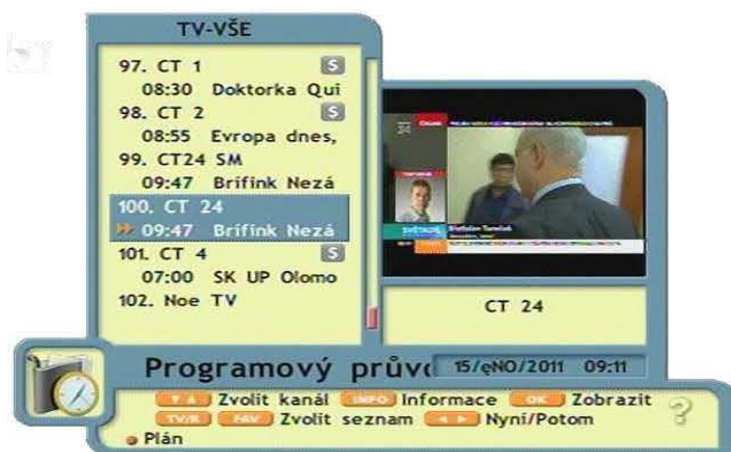 TV-VŠE
97. CT 1 S
08:30 Doktorka Qui
98. CT 2 S
08:55 Evropa dnes,
99. CT24 SM
09:47 Brífink Nezá
100. CT 24
09:47 Brífink Nezá
101. CT 4 S
07:00 SK UP Olomo
102. Noe TV
24
CT 24
Programový průvo 15/ęNO/2011 09:11
Zvolit kanál INFO Informace OK Zobrazit
TV/R FAV Zvolit seznam Nyní/Potom ?
Plán